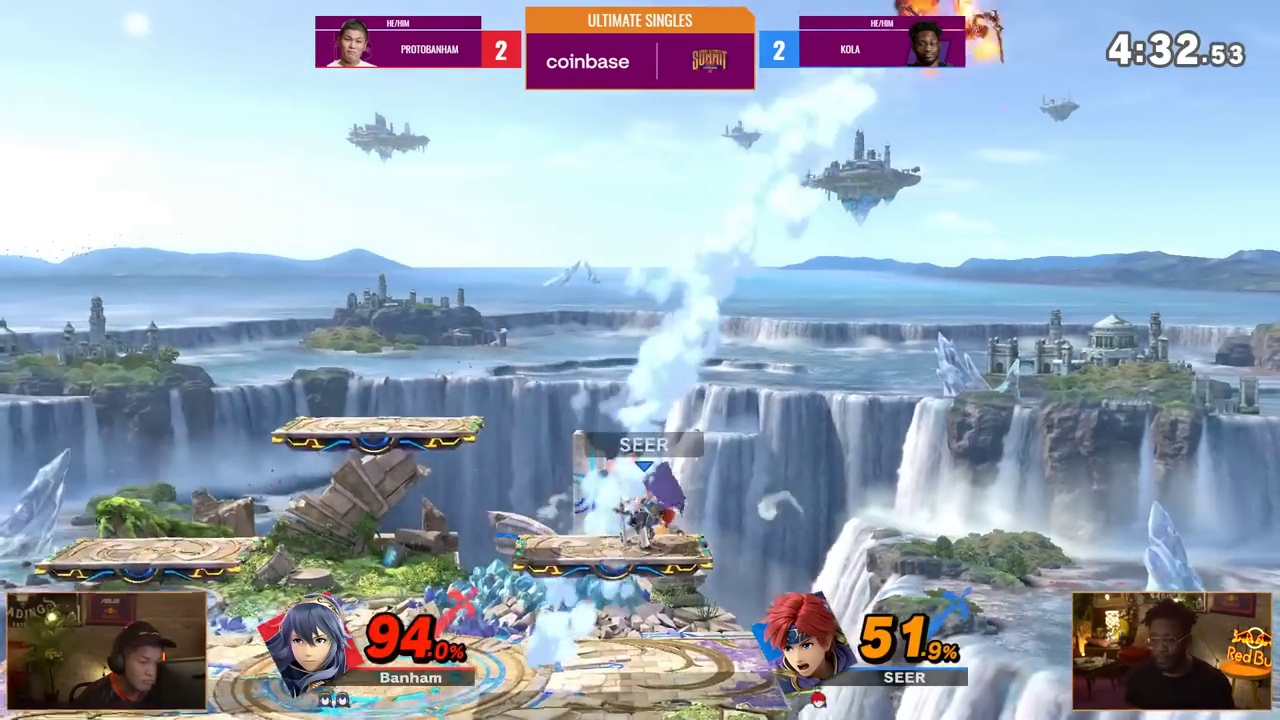 HE/HIM
PROTOBANHAM
2
ULTIMATE SINGLES
coinbase
SUMMIT
2
HE/HIM
KOLA
4:32.53
SEER
94.0%
Banham
51.9%
SEER